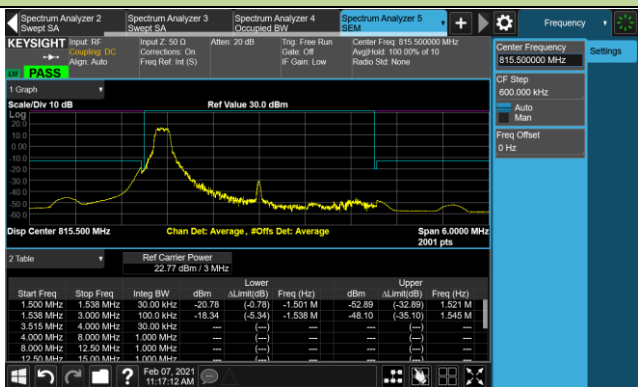 Spectrum Analyzer 2 Spectrum Analyzer 3 Spectrum Analyzer 4 Spectrum Analyzer 5 + Frequency
Swept SA Swept SA Occupied BW SEM
KEYSIGHT Input: RF Input Z: 50 Ω Atten: 20 dB Trig: Free Run Center Freq: 815.500000 MHz
Coupling: DC Corrections: On Gate: Off Avg|Hold: 100.00% of 10
Align: Auto Freq Ref: Int (S) IF Gain: Low Radio Std: None
PASS
Center Frequency
815.500000 MHz
Settings
CF Step
600.000 kHz
Auto
Man
Freq Offset
0 Hz
1 Graph
Scale/Div 10 dB Ref Value 30.0 dBm
Log
20.0
10.0
0.00
-10.0
-20.0
-30.0
-40.0
-50.0
-60.0
Disp Center 815.500 MHz Chan Det: Average, #Offs Det: Average Span 6.0000 MHz
2001 pts
2 Table Ref Carrier Power
22.77 dBm / 3 MHz
Lower Upper
Start Freq Stop Freq Integ BW dBm ΔLimit(dB) Freq (Hz) dBm ΔLimit(dB) Freq (Hz)
1.500 MHz 1.538 MHz 30.00 kHz -20.78 (-0.78) -1.501 M -52.89 (-32.89) 1.521 M
1.538 MHz 3.000 MHz 100.0 kHz -18.34 (-5.34) -1.538 M -48.10 (-35.10) 1.545 M
3.515 MHz 4.000 MHz 30.00 kHz --- (---) --- --- (---) ---
4.000 MHz 8.000 MHz 1.000 MHz --- (---) --- --- (---) ---
8.000 MHz 12.50 MHz 1.000 MHz --- (---) --- --- (---) ---
12.50 MHz 15.00 MHz 1.000 MHz --- (---) --- --- (---) ---
? Feb 07, 2021
11:17:12 AM